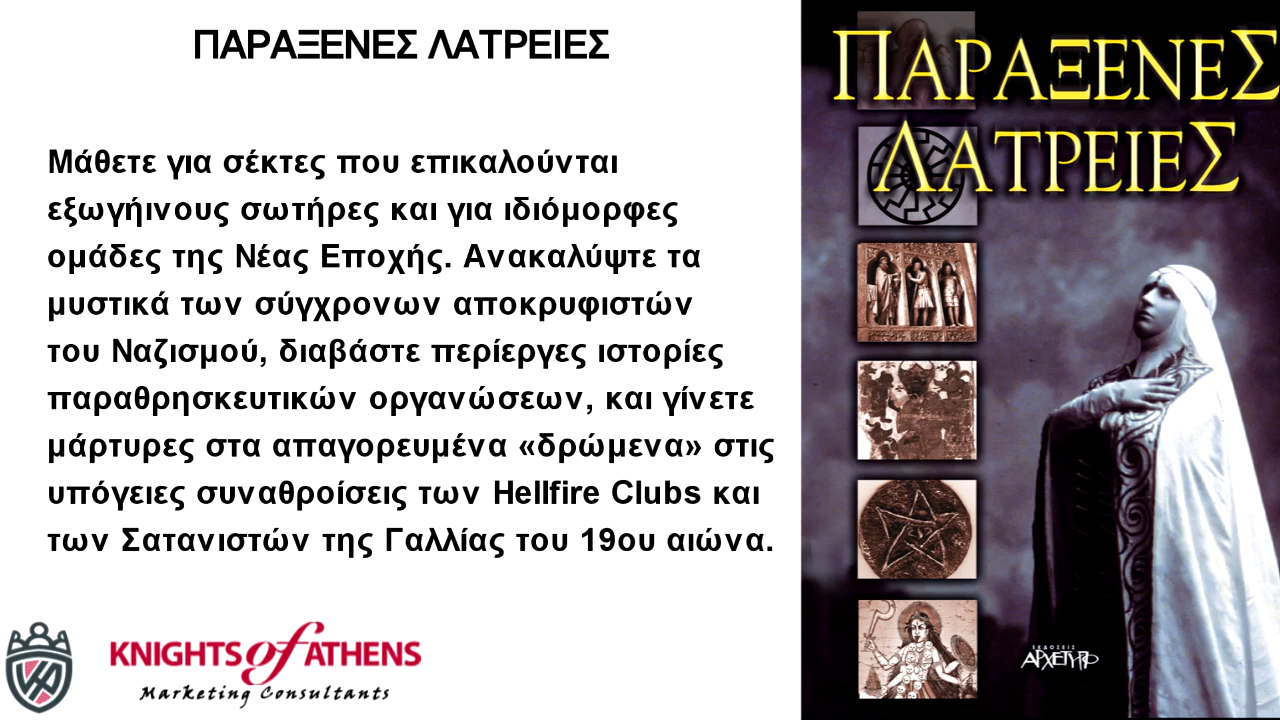 ΠΑΡΑΞΕΝΕΣ ΛΑΤΡΕΙΕΣ
Μάθετε για σέκτες που επικαλούνται
εξωγήινους σωτήρες και για ιδιόμορφες
ομάδες της Νέας Εποχής. Ανακαλύψτε τα
μυστικά των σύγχρονων αποκρυφιστών
του Ναζισμού, διαβάστε περίεργες ιστορίες
παραθρησκευτικών οργανώσεων, και γίνετε
μάρτυρες στα απαγορευμένα «δρώμενα» στις
υπόγειες συναθροίσεις των Hellfire Clubs και
των Σατανιστών της Γαλλίας του 19ου αιώνα.
KNIGHTS of ATHENS
Marketing Consultants
ΠΑΡΑΞΕΝΕΣ
ΛΑΤΡΕΙΕΣ
ΕΚΔΟΣΕΙΣ
ΑΡΧΕΤΥΠΟ